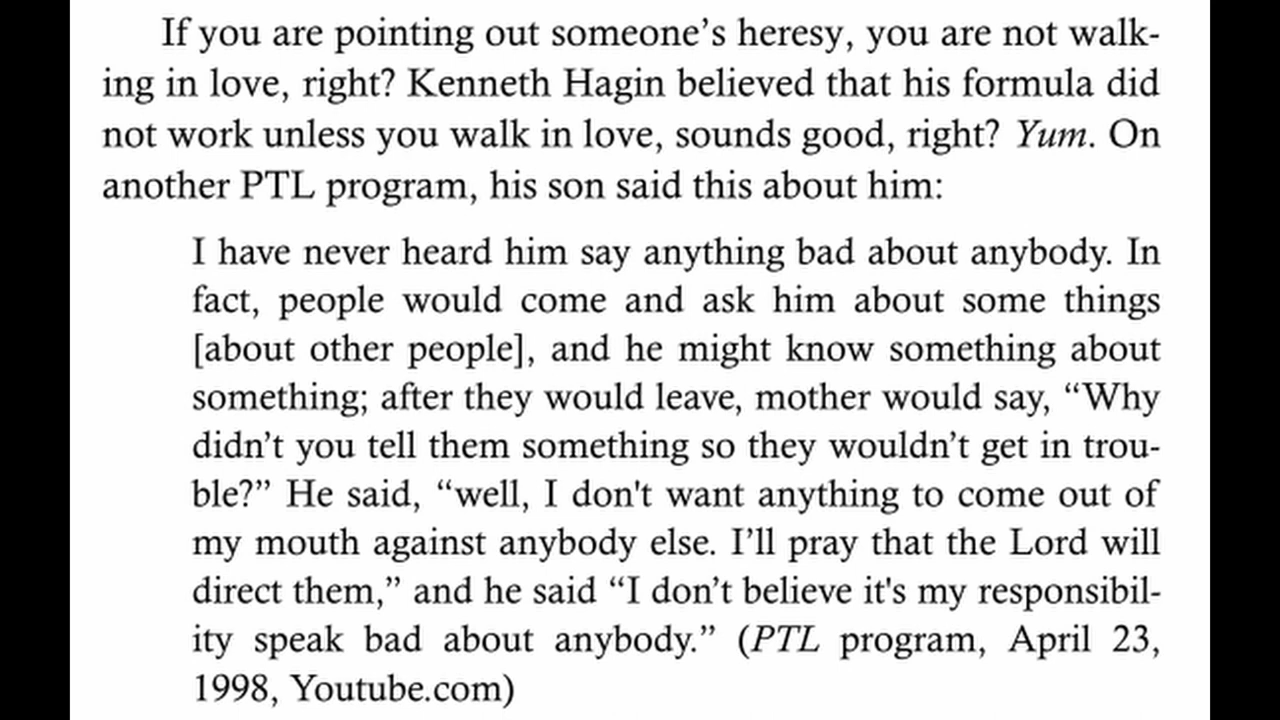 If you are pointing out someone’s heresy, you are not walk-
ing in love, right? Kenneth Hagin believed that his formula did
not work unless you walk in love, sounds good, right? Yum. On
another PTL program, his son said this about him:
I have never heard him say anything bad about anybody. In
fact, people would come and ask him about some things
[about other people], and he might know something about
something; after they would leave, mother would say, “Why
didn’t you tell them something so they wouldn’t get in trou-
ble?” He said, “well, I don't want anything to come out of
my mouth against anybody else. I’ll pray that the Lord will
direct them,” and he said “I don’t believe it's my responsibil-
ity speak bad about anybody.” (PTL program, April 23,
1998, Youtube.com)